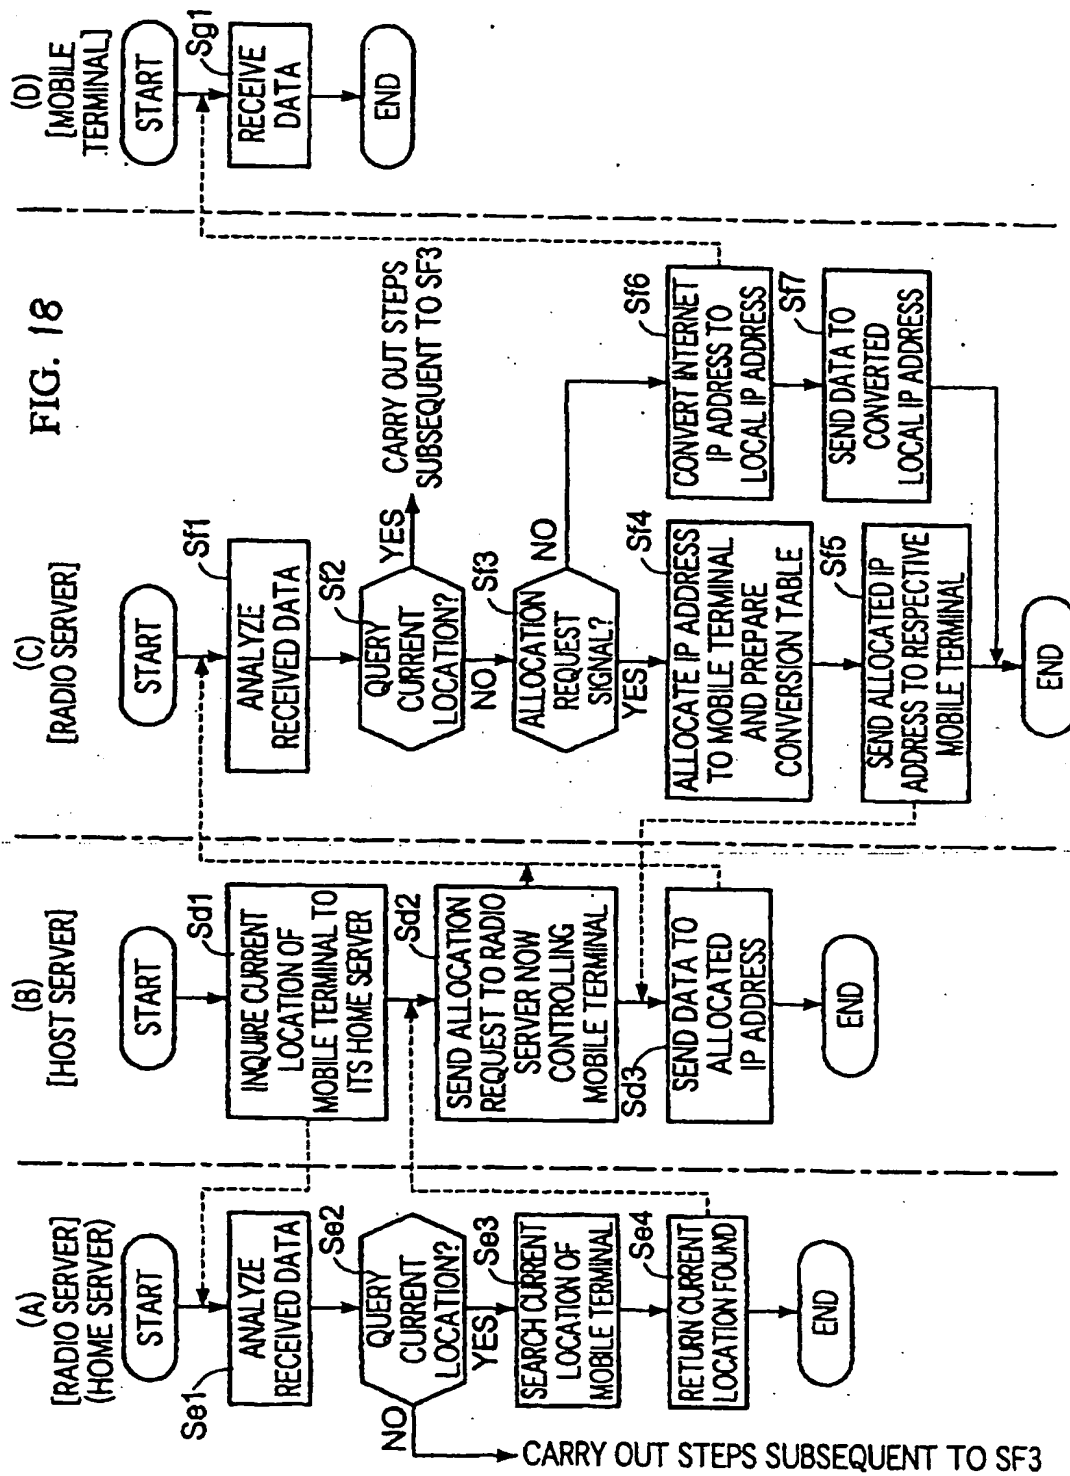 FIG. 18
(A)
[RADIO SERVER]
(HOME SERVER)
START
Se1
ANALYZE
RECEIVED DATA
Se2
QUERY
CURRENT
LOCATION?
NO
CARRY OUT STEPS SUBSEQUENT TO SF3
YES
Se3
SEARCH CURRENT
LOCATION OF
MOBILE TERMINAL
Se4
RETURN CURRENT
LOCATION FOUND
END
(B)
[HOST SERVER]
START
Sd1
INQUIRE CURRENT
LOCATION OF
MOBILE TERMINAL TO
ITS HOME SERVER
Sd2
SEND ALLOCATION
REQUEST TO RADIO
SERVER NOW
CONTROLLING
MOBILE TERMINAL
Sd3
SEND DATA TO
ALLOCATED
IP ADDRESS
END
(C)
[RADIO SERVER]
START
Sf1
ANALYZE
RECEIVED DATA
Sf2
QUERY
CURRENT
LOCATION?
YES
CARRY OUT STEPS
SUBSEQUENT TO SF3
NO
Sf3
ALLOCATION
REQUEST
SIGNAL?
NO
YES
Sf4
ALLOCATE IP ADDRESS
TO MOBILE TERMINAL
AND PREPARE
CONVERSION TABLE
Sf5
SEND ALLOCATED IP
ADDRESS TO RESPECTIVE
MOBILE TERMINAL
Sf6
CONVERT INTERNET
IP ADDRESS TO
LOCAL IP ADDRESS
Sf7
SEND DATA TO
CONVERTED
LOCAL IP ADDRESS
END
(D)
[MOBILE
TERMINAL]
START
Sg1
RECEIVE
DATA
END